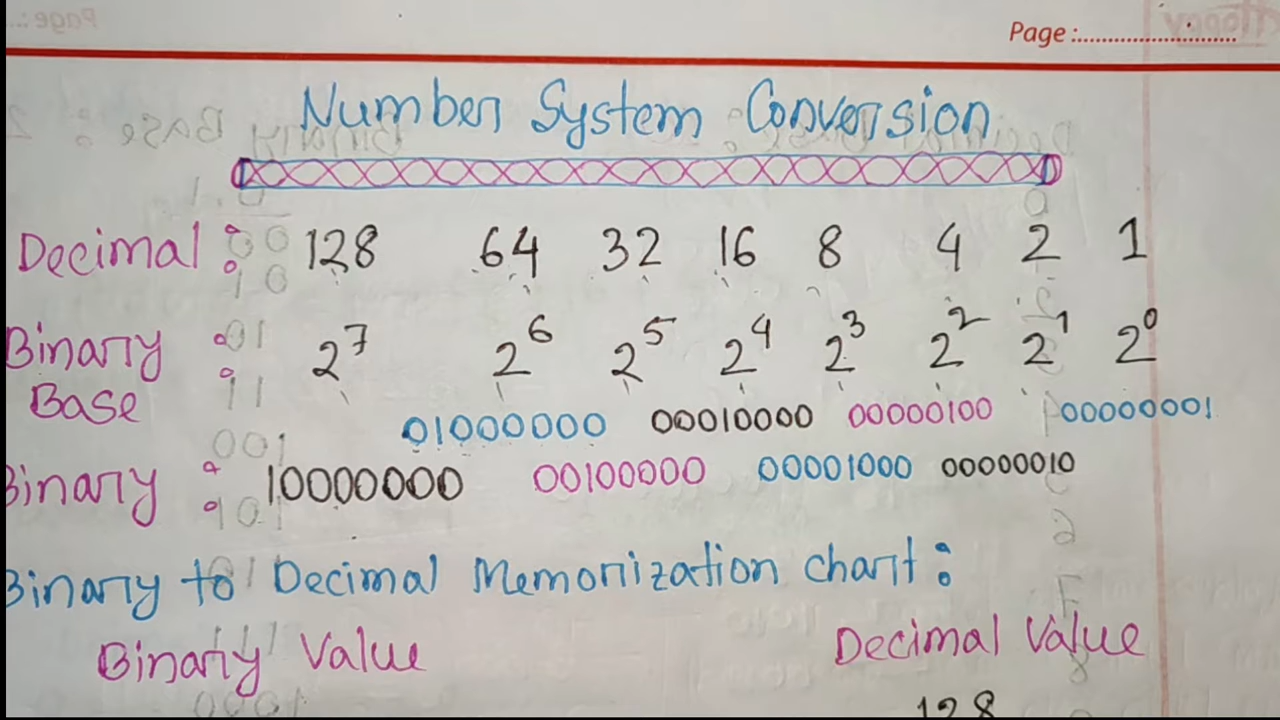 Page :..........................
Number System Conversion
Decimal : 128 64 32 16 8 4 2 1
Binary Base : 2^7 2^6 2^5 2^4 2^3 2^2 2^1 2^0
01000000 00010000 00000100 00000001
Binary : 10000000 00100000 00001000 00000010
Binary to Decimal Memorization chart :
Binary Value Decimal Value
128